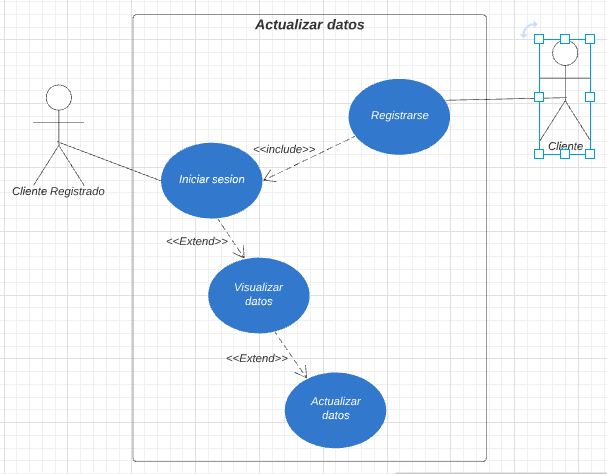 Actualizar datos
Registrarse
Cliente
<<include>>
Iniciar sesion
Cliente Registrado
<<Extend>>
Visualizar
datos
<<Extend>>
Actualizar
datos